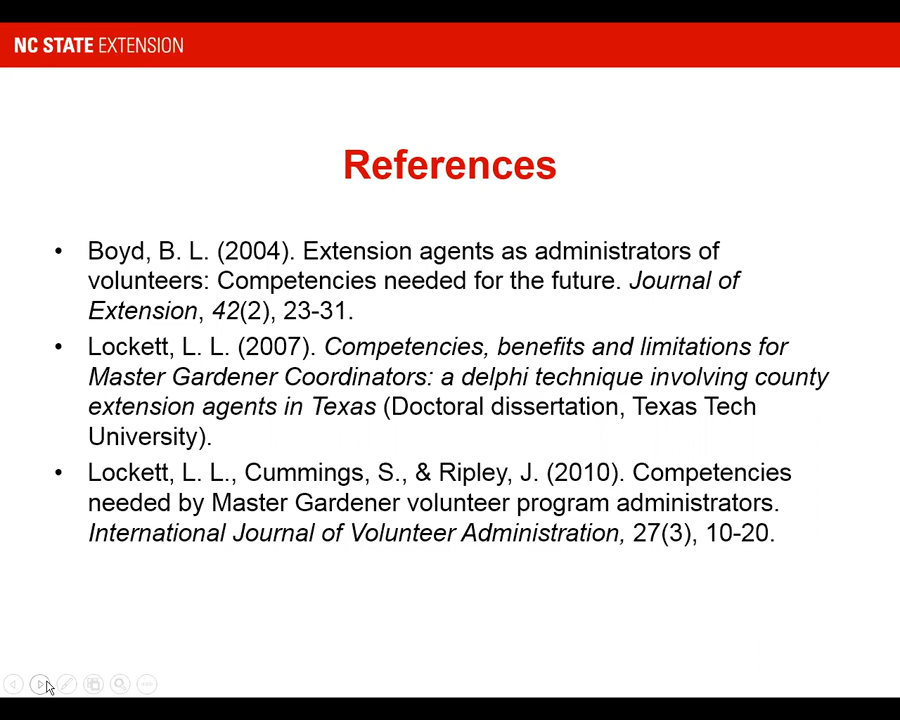 NC STATE EXTENSION
References
• Boyd, B. L. (2004). Extension agents as administrators of
volunteers: Competencies needed for the future. Journal of
Extension, 42(2), 23-31.
• Lockett, L. L. (2007). Competencies, benefits and limitations for
Master Gardener Coordinators: a delphi technique involving county
extension agents in Texas (Doctoral dissertation, Texas Tech
University).
• Lockett, L. L., Cummings, S., & Ripley, J. (2010). Competencies
needed by Master Gardener volunteer program administrators.
International Journal of Volunteer Administration, 27(3), 10-20.